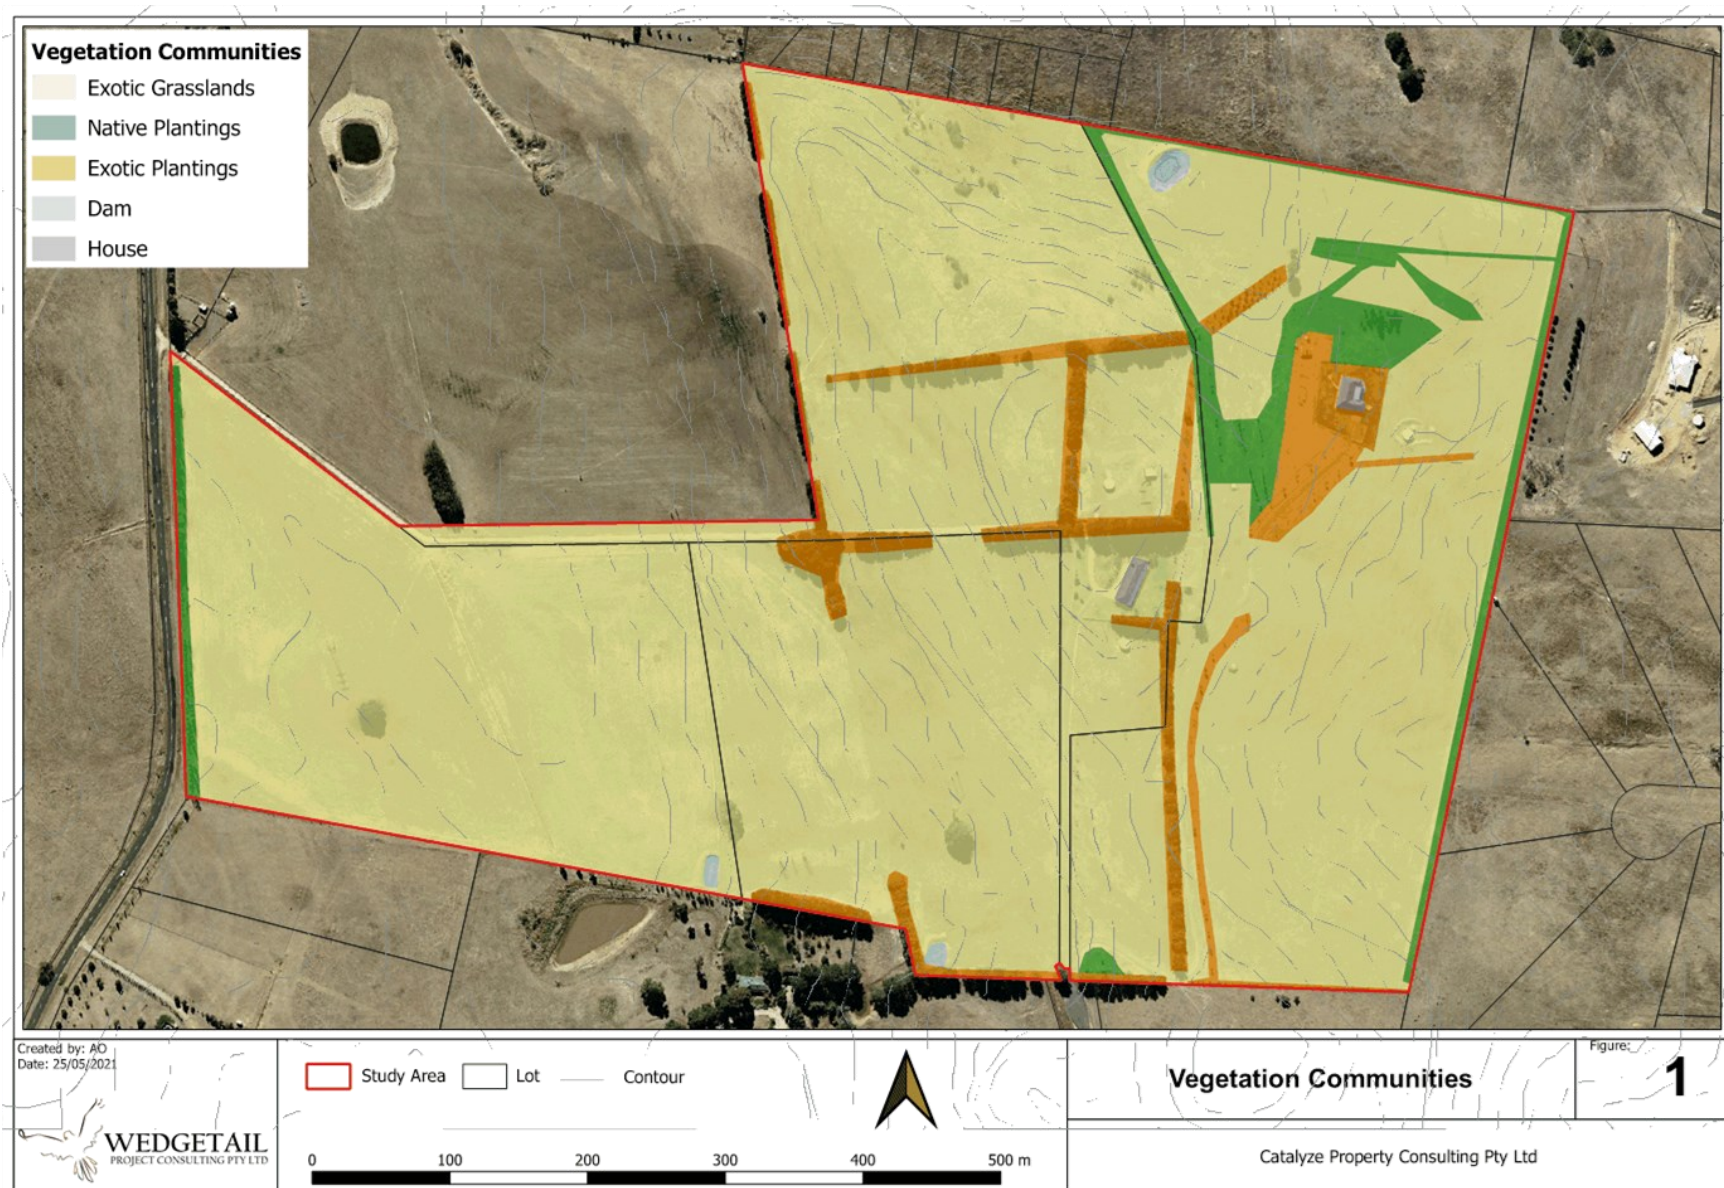 Vegetation Communities
Exotic Grasslands
Native Plantings
Exotic Plantings
Dam
House
Created by: AO
Date: 25/05/2021
WEDGETAIL
PROJECT CONSULTING PTY LTD
Study Area
Lot
Contour
0 100 200 300 400 500 m
Vegetation Communities
Figure:
1
Catalyze Property Consulting Pty Ltd